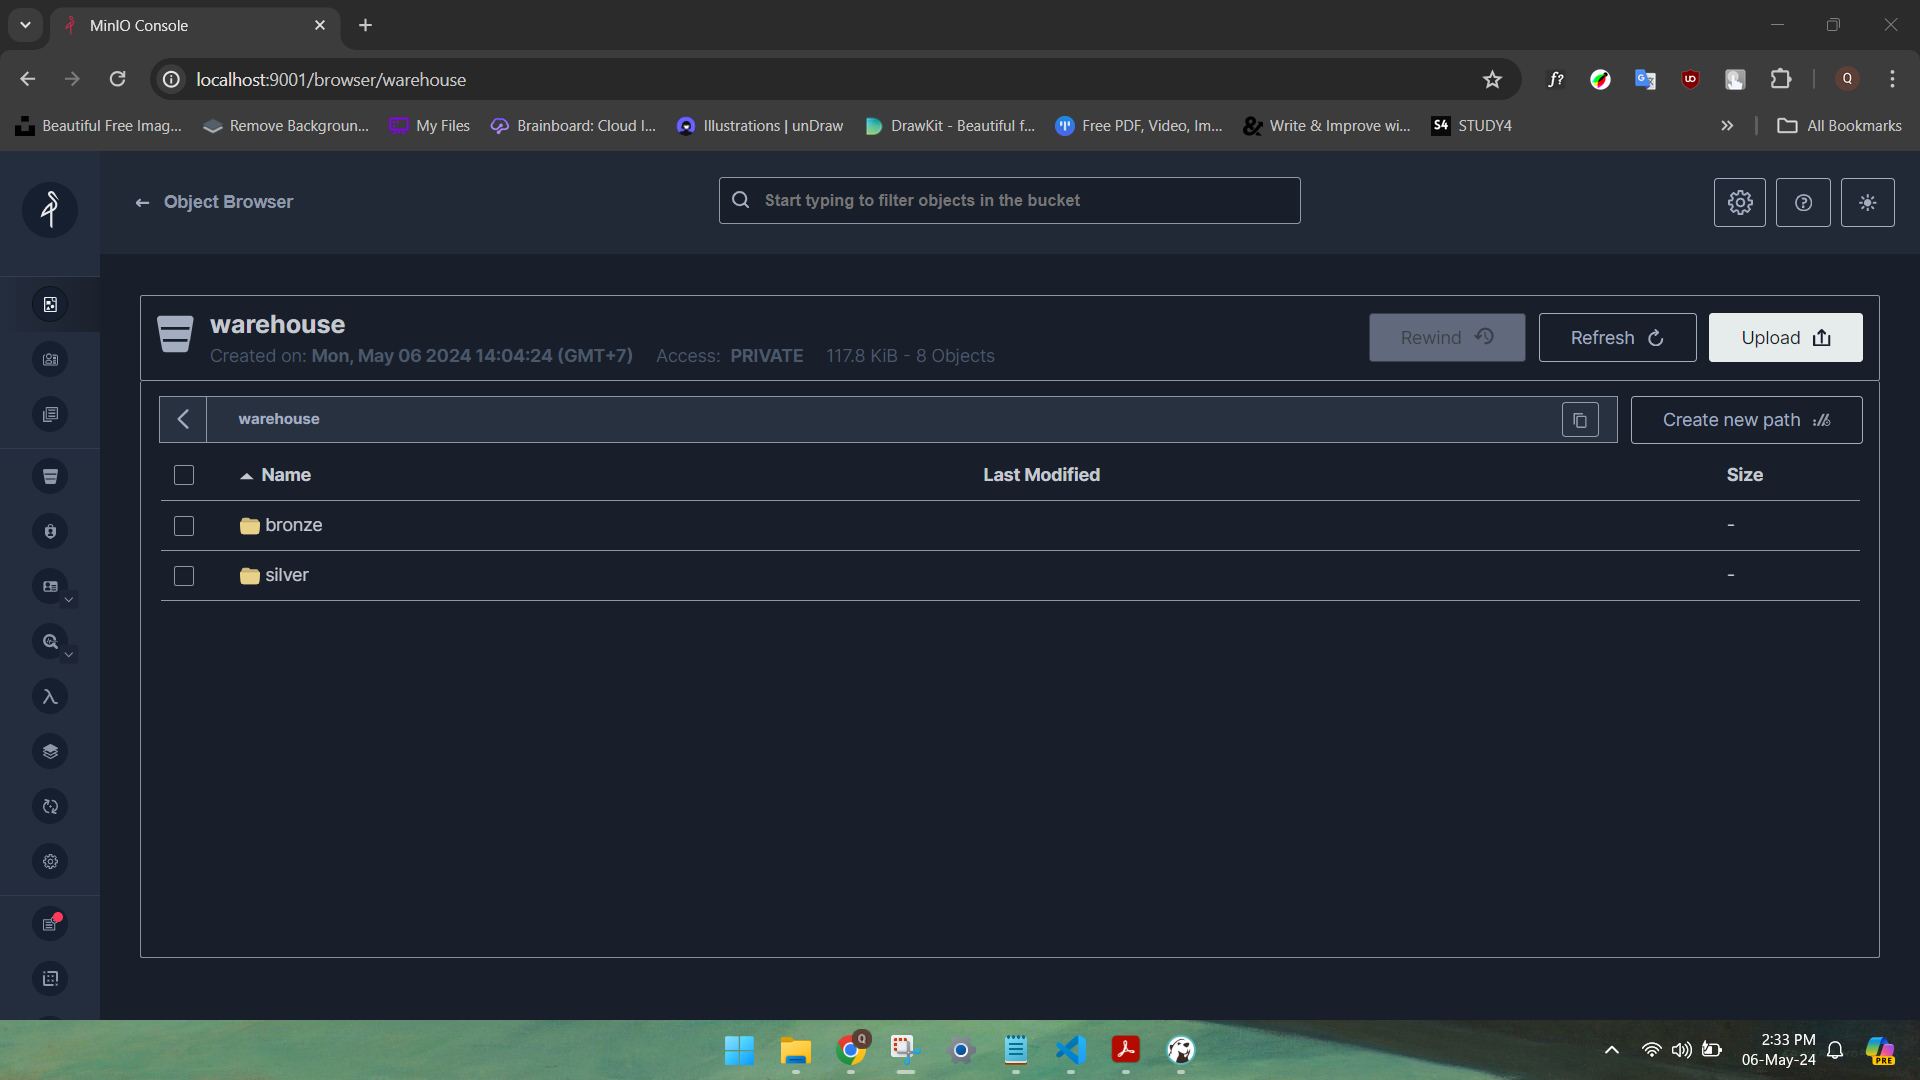 MinIO Console
localhost:9001/browser/warehouse
Beautiful Free Imag...
Remove Backgroun...
My Files
Brainboard: Cloud I...
Illustrations | unDraw
DrawKit - Beautiful f...
Free PDF, Video, Im...
Write & Improve wi...
S4 STUDY4
All Bookmarks
Object Browser
Start typing to filter objects in the bucket
warehouse
Created on: Mon, May 06 2024 14:04:24 (GMT+7) Access: PRIVATE 117.8 KiB - 8 Objects
Rewind
Refresh
Upload
warehouse
Create new path
Name Last Modified Size
bronze -
silver -
2:33 PM
06-May-24
PRE